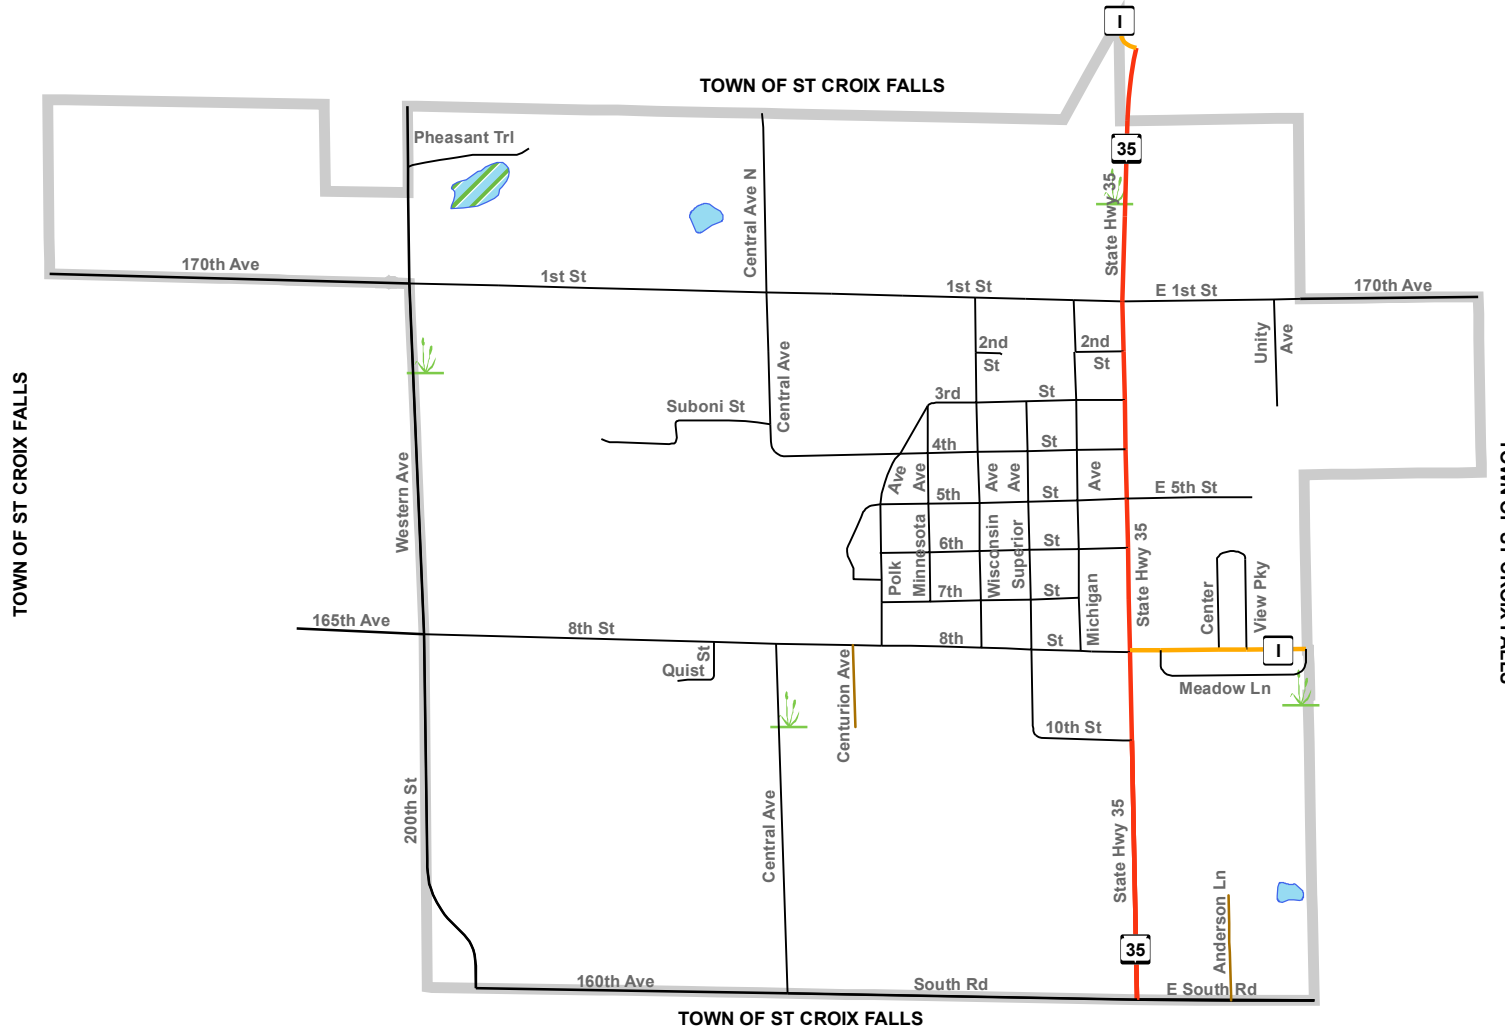 I
TOWN OF ST CROIX FALLS
Pheasant Trl
35
State Hwy 35
Central Ave N
170th Ave
1st St
1st St
E 1st St
170th Ave
2nd
St
2nd
St
Unity
Ave
Central Ave
Suboni St
3rd
St
4th
St
TOWN OF ST CROIX FALLS
Western Ave
Ave
Ave
Ave
Ave
Ave
5th
St
E 5th St
6th
St
Polk
Minnesota
Wisconsin
Superior
Michigan
State Hwy 35
7th
St
Center
View Pky
165th Ave
8th St
8th
St
I
Quist
St
Centurion Ave
Meadow Ln
10th St
200th St
Central Ave
State Hwy 35
Anderson Ln
35
160th Ave
South Rd
E South Rd
TOWN OF ST CROIX FALLS